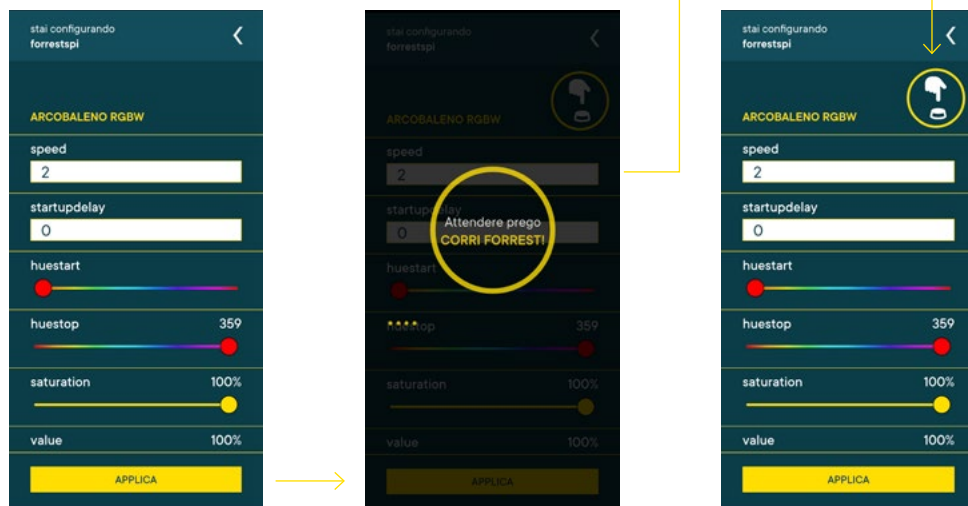 stai configurando
forrestspi
ARCOBALENO RGBW
speed
2
startupdelay
0
huestart
huestop 359
saturation 100%
value 100%
APPLICA
stai configurando
forrestspi
ARCOBALENO RGBW
speed
2
startupdelay
0
Attendere prego
CORRI FORREST!
huestart
huestop 359
saturation 100%
value 100%
APPLICA
stai configurando
forrestspi
ARCOBALENO RGBW
speed
2
startupdelay
0
huestart
huestop 359
saturation 100%
value 100%
APPLICA